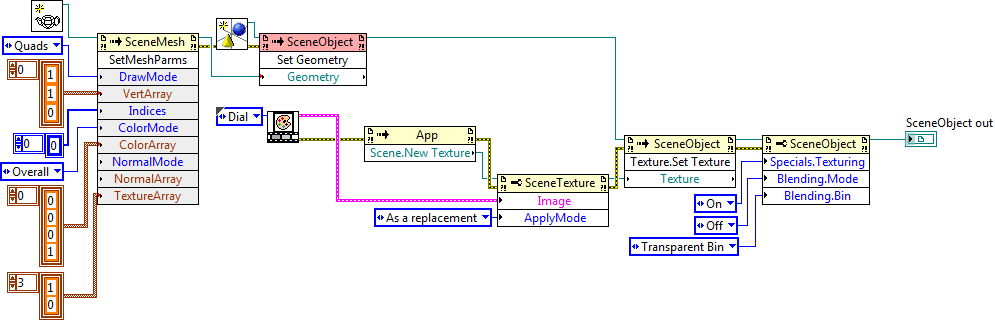 Quads
0
1
1
0
0
0
Overall
0
0
0
0
1
3
1
0
SceneMesh
SetMeshParms
DrawMode
VertArray
Indices
ColorMode
ColorArray
NormalMode
NormalArray
TextureArray
SceneObject
Set Geometry
Geometry
Dial
App
Scene.New Texture
As a replacement
SceneTexture
Image
ApplyMode
SceneObject
Texture.Set Texture
Texture
On
Off
Transparent Bin
SceneObject
Specials.Texturing
Blending.Mode
Blending.Bin
SceneObject out